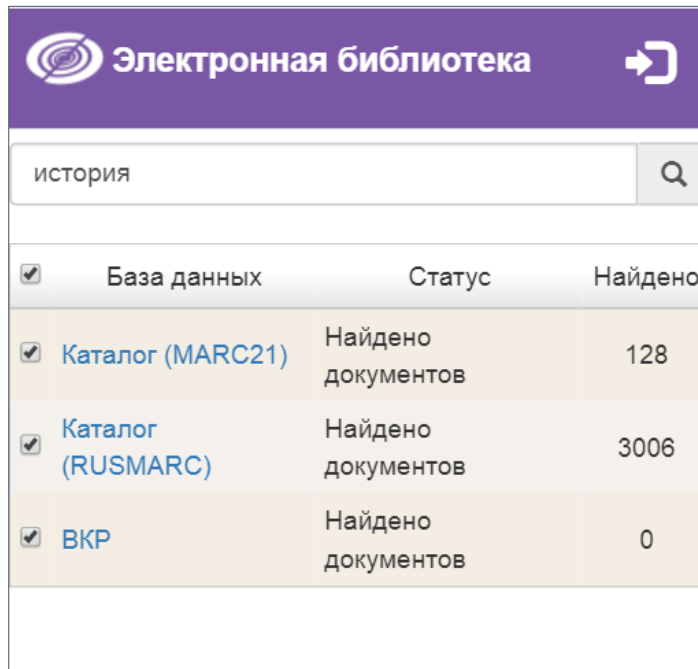 Электронная библиотека
история
База данных Статус Найдено
Каталог (MARC21) Найдено документов 128
Каталог (RUSMARC) Найдено документов 3006
ВКР Найдено документов 0